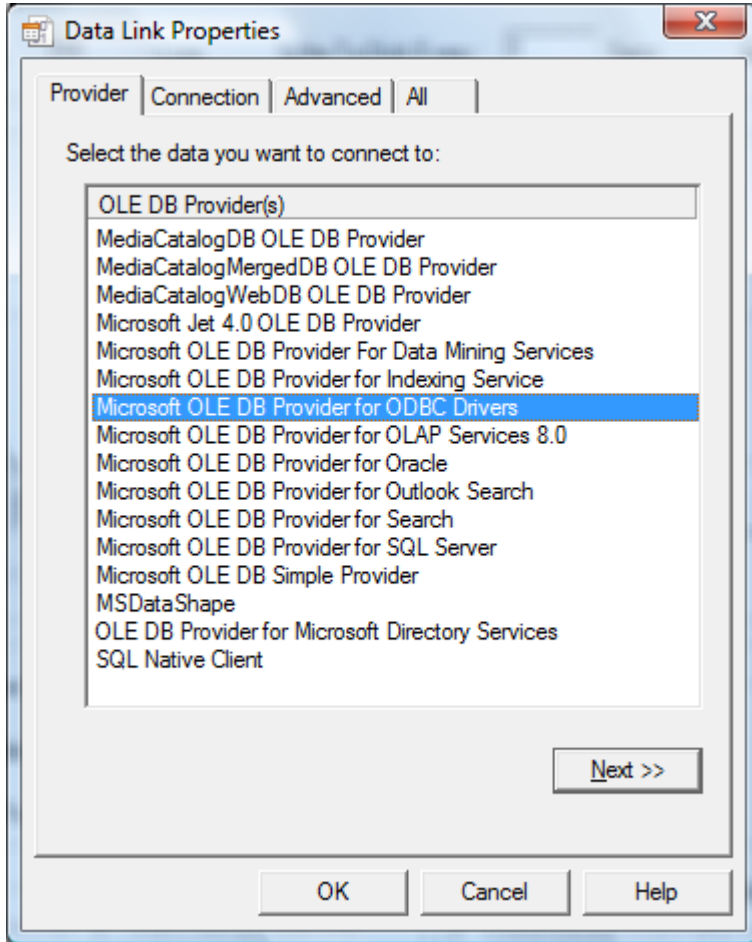 Data Link Properties
Provider Connection Advanced All
Select the data you want to connect to:
OLE DB Provider(s)
MediaCatalogDB OLE DB Provider
MediaCatalogMergedDB OLE DB Provider
MediaCatalogWebDB OLE DB Provider
Microsoft Jet 4.0 OLE DB Provider
Microsoft OLE DB Provider For Data Mining Services
Microsoft OLE DB Provider for Indexing Service
Microsoft OLE DB Provider for ODBC Drivers
Microsoft OLE DB Provider for OLAP Services 8.0
Microsoft OLE DB Provider for Oracle
Microsoft OLE DB Provider for Outlook Search
Microsoft OLE DB Provider for Search
Microsoft OLE DB Provider for SQL Server
Microsoft OLE DB Simple Provider
MSDataShape
OLE DB Provider for Microsoft Directory Services
SQL Native Client
Next >>
OK Cancel Help